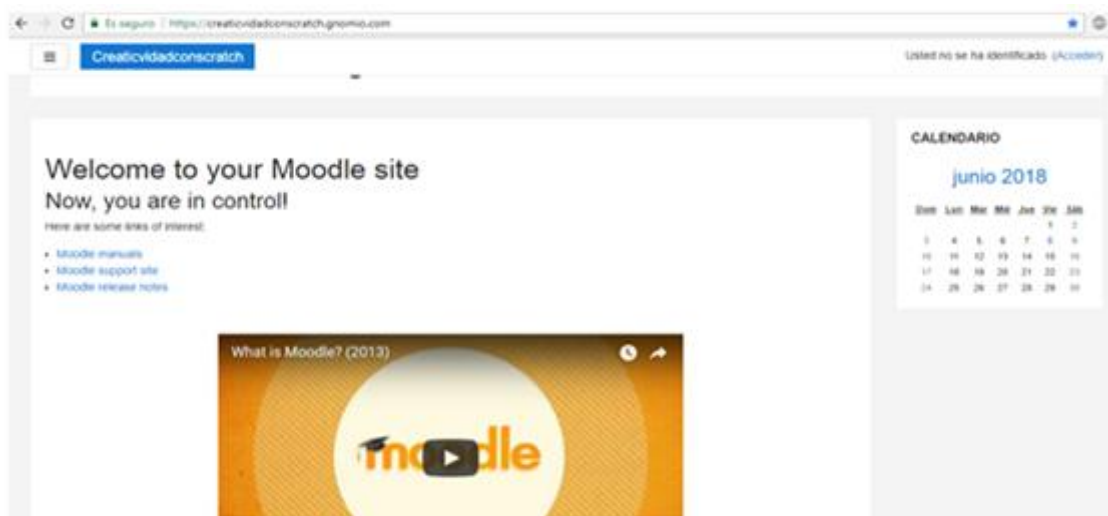 Es seguro | https://creaticvidadconscratch.gnomio.com
Creaticvidadconscratch
Usted no se ha identificado. (Acceder)
Welcome to your Moodle site
Now, you are in control!
Here are some links of interest:
Moodle manuals
Moodle support site
Moodle release notes
What is Moodle? (2013)
moodle
CALENDARIO
junio 2018
Dom Lun Mar Mié Jue Vie Sáb
1 2
3 4 5 6 7 8 9
10 11 12 13 14 15 16
17 18 19 20 21 22 23
24 25 26 27 28 29 30